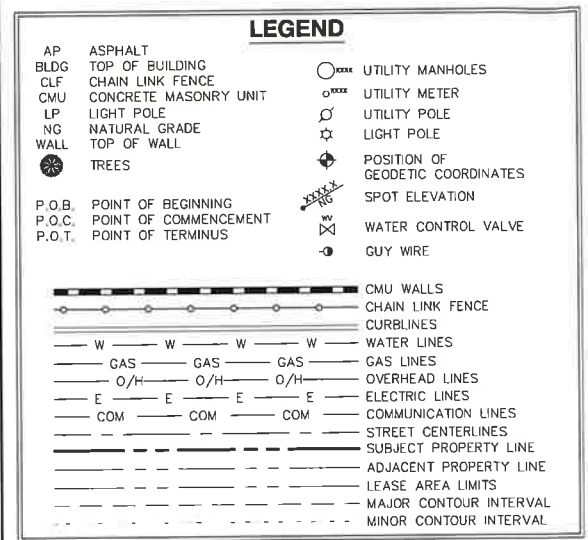 LEGEND
AP ASPHALT
BLDG TOP OF BUILDING
CLF CHAIN LINK FENCE
CMU CONCRETE MASONRY UNIT
LP LIGHT POLE
NG NATURAL GRADE
WALL TOP OF WALL
TREES
P.O.B. POINT OF BEGINNING
P.O.C. POINT OF COMMENCEMENT
P.O.T. POINT OF TERMINUS
XXXX UTILITY MANHOLES
XXXX UTILITY METER
UTILITY POLE
LIGHT POLE
POSITION OF
GEODETIC COORDINATES
XXXX.X
NG
SPOT ELEVATION
WV
WATER CONTROL VALVE
GUY WIRE
CMU WALLS
CHAIN LINK FENCE
CURBLINES
W W W W WATER LINES
GAS GAS GAS GAS LINES
O/H O/H O/H OVERHEAD LINES
E E E E ELECTRIC LINES
COM COM COM COMMUNICATION LINES
STREET CENTERLINES
SUBJECT PROPERTY LINE
ADJACENT PROPERTY LINE
LEASE AREA LIMITS
MAJOR CONTOUR INTERVAL
MINOR CONTOUR INTERVAL